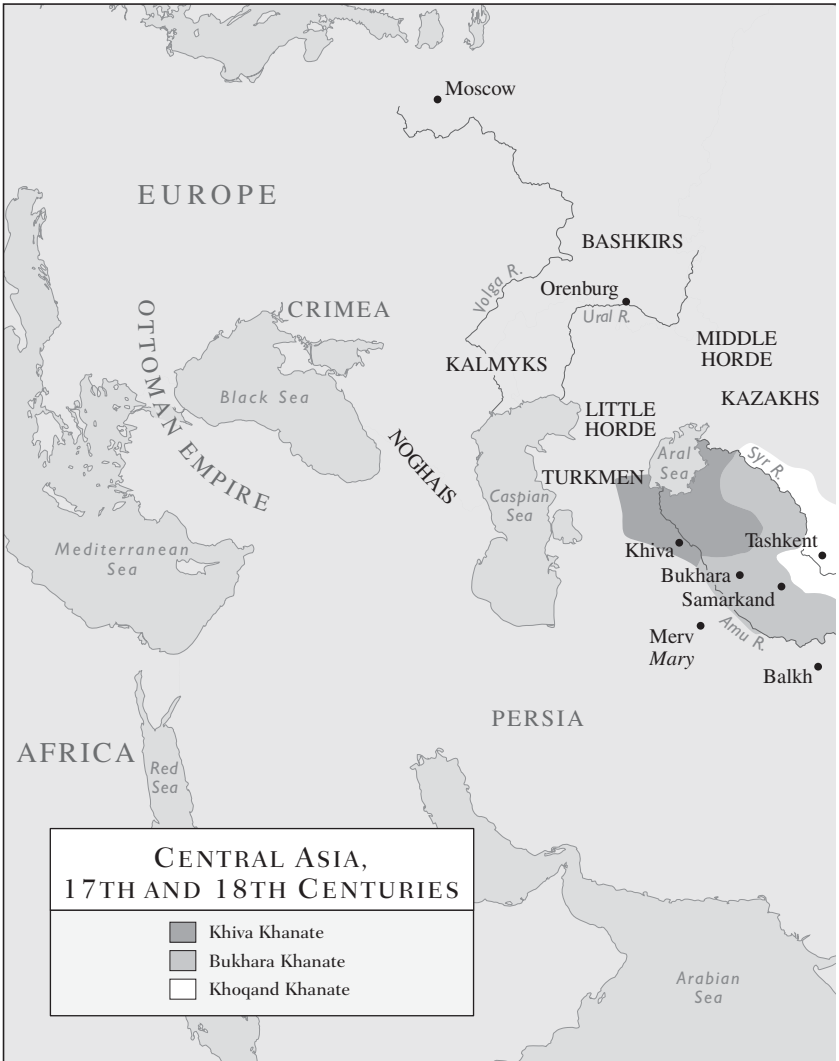 Moscow
EUROPE
BASHKIRS
Volga R.
Orenburg
Ural R.
OTTOMAN EMPIRE
CRIMEA
MIDDLE
HORDE
KALMYKS
Black Sea
KAZAKHS
LITTLE
HORDE
NOGHAIS
Aral
Sea
Syr R.
TURKMEN
Caspian
Sea
Mediterranean
Sea
Khiva
Tashkent
Bukhara
Samarkand
Merv
Mary
Amu R.
Balkh
PERSIA
AFRICA
Red
Sea
CENTRAL ASIA,
17TH AND 18TH CENTURIES
Khiva Khanate
Bukhara Khanate
Khoqand Khanate
Arabian
Sea